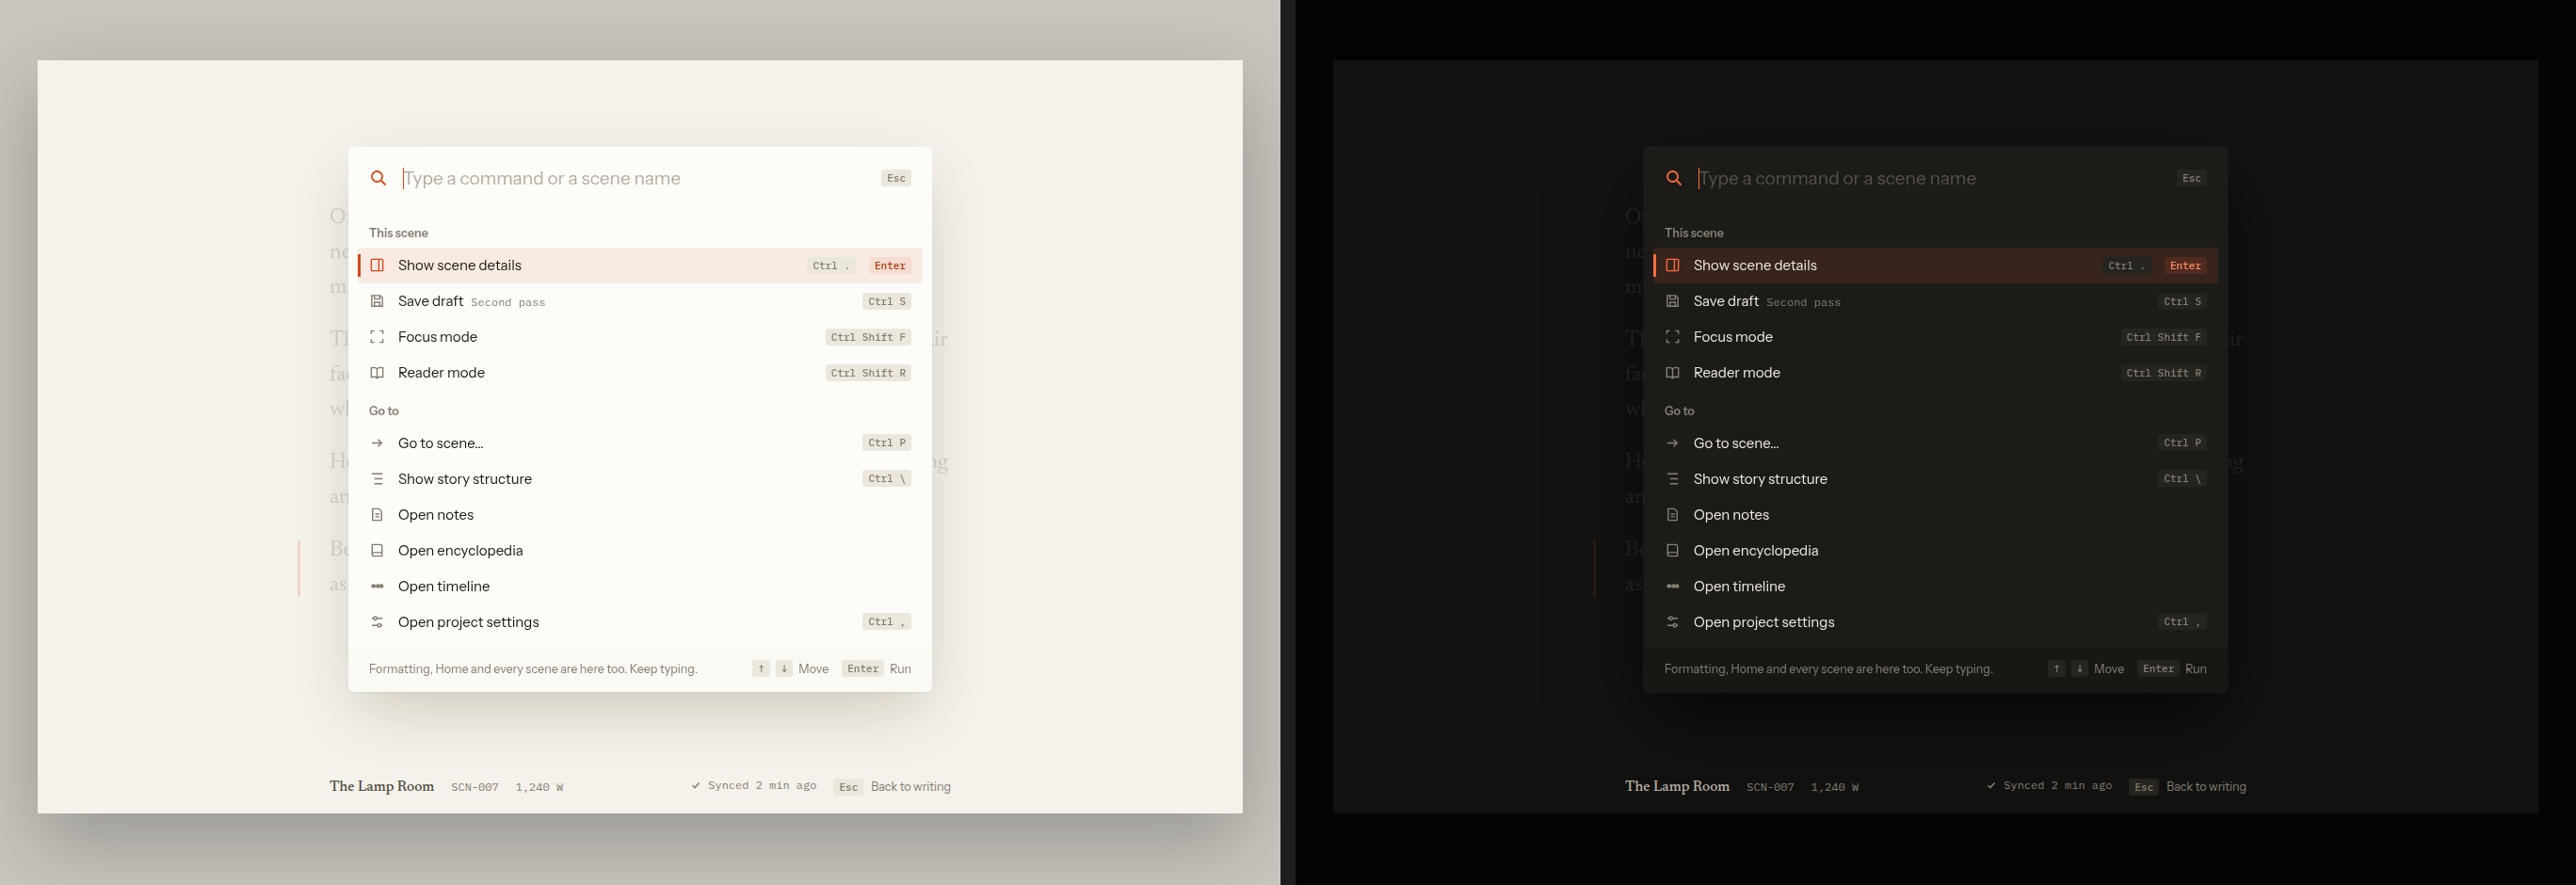 Type a command or a scene name
Esc
This scene
Show scene details
Ctrl .
Enter
Save draft Second pass
Ctrl S
Focus mode
Ctrl Shift F
Reader mode
Ctrl Shift R
Go to
Go to scene…
Ctrl P
Show story structure
Ctrl \
Open notes
Open encyclopedia
Open timeline
Open project settings
Ctrl ,
Formatting, Home and every scene are here too. Keep typing.
↑ ↓ Move Enter Run
The Lamp Room SCN-007 1,240 W
✓ Synced 2 min ago Esc Back to writing
Type a command or a scene name
Esc
This scene
Show scene details
Ctrl .
Enter
Save draft Second pass
Ctrl S
Focus mode
Ctrl Shift F
Reader mode
Ctrl Shift R
Go to
Go to scene…
Ctrl P
Show story structure
Ctrl \
Open notes
Open encyclopedia
Open timeline
Open project settings
Ctrl ,
Formatting, Home and every scene are here too. Keep typing.
↑ ↓ Move Enter Run
The Lamp Room SCN-007 1,240 W
✓ Synced 2 min ago Esc Back to writing